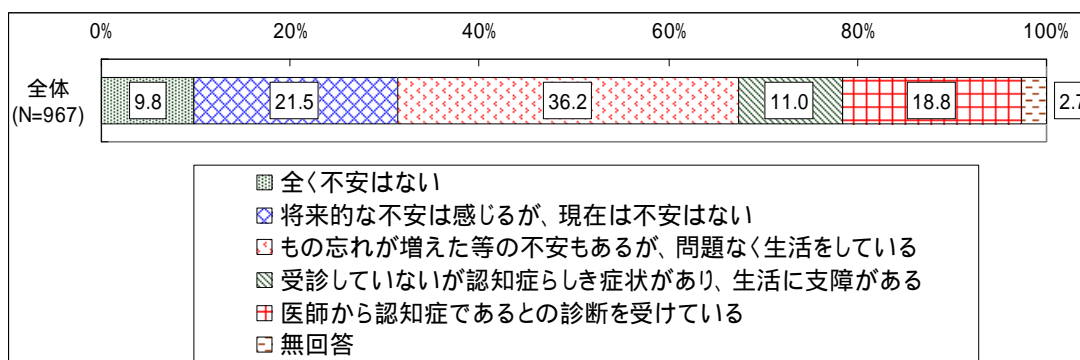 0% 20% 40% 60% 80% 100%
全体
(N=967)
9.8 21.5 36.2 11.0 18.8 2.7
全く不安はない
将来的な不安は感じるが、現在は不安はない
もの忘れが増えた等の不安もあるが、問題なく生活をしている
受診していないが認知症らしき症状があり、生活に支障がある
医師から認知症であるとの診断を受けている
無回答